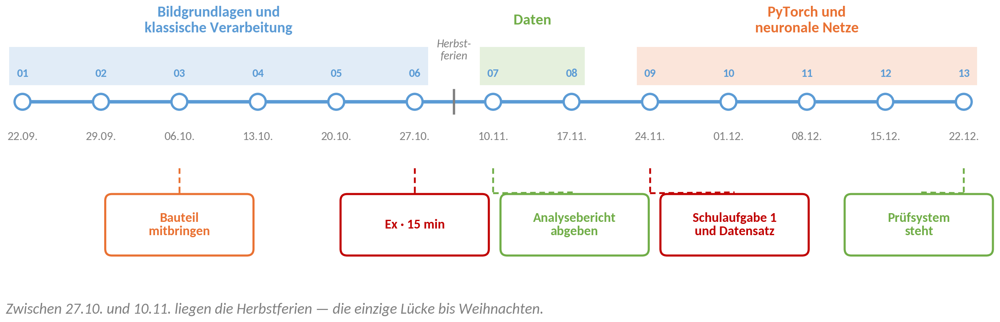 Bildgrundlagen und
klassische Verarbeitung
Daten
PyTorch und
neuronale Netze
Herbst-
ferien
01 02 03 04 05 06 07 08 09 10 11 12 13
22.09. 29.09. 06.10. 13.10. 20.10. 27.10. 10.11. 17.11. 24.11. 01.12. 08.12. 15.12. 22.12.
Bauteil
mitbringen
Ex · 15 min
Analysebericht
abgeben
Schulaufgabe 1
und Datensatz
Prüfsystem
steht
Zwischen 27.10. und 10.11. liegen die Herbstferien — die einzige Lücke bis Weihnachten.